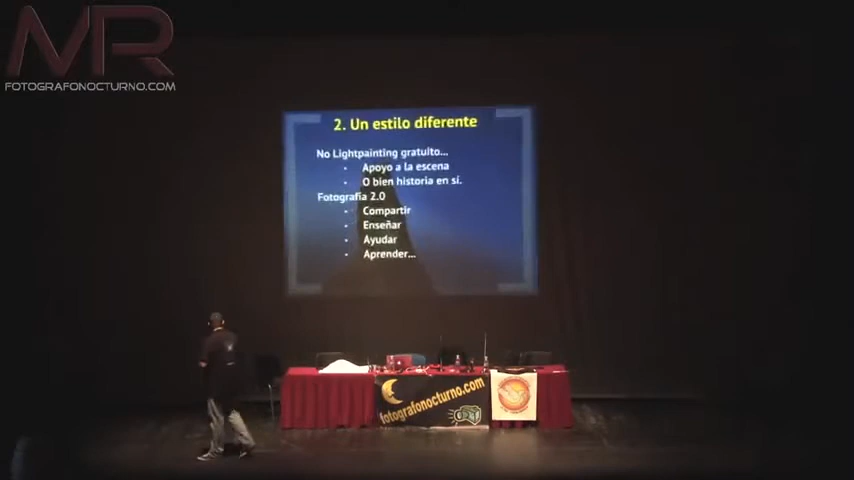 MR
FOTOGRAFONOCTURNO.COM
2. Un estilo diferente
No Lightpainting gratuito...
• Apoyo a la escena
• O bien historia en sí.
Fotografía 2.0
• Compartir
• Enseñar
• Ayudar
• Aprender...
fotografonocturno.com